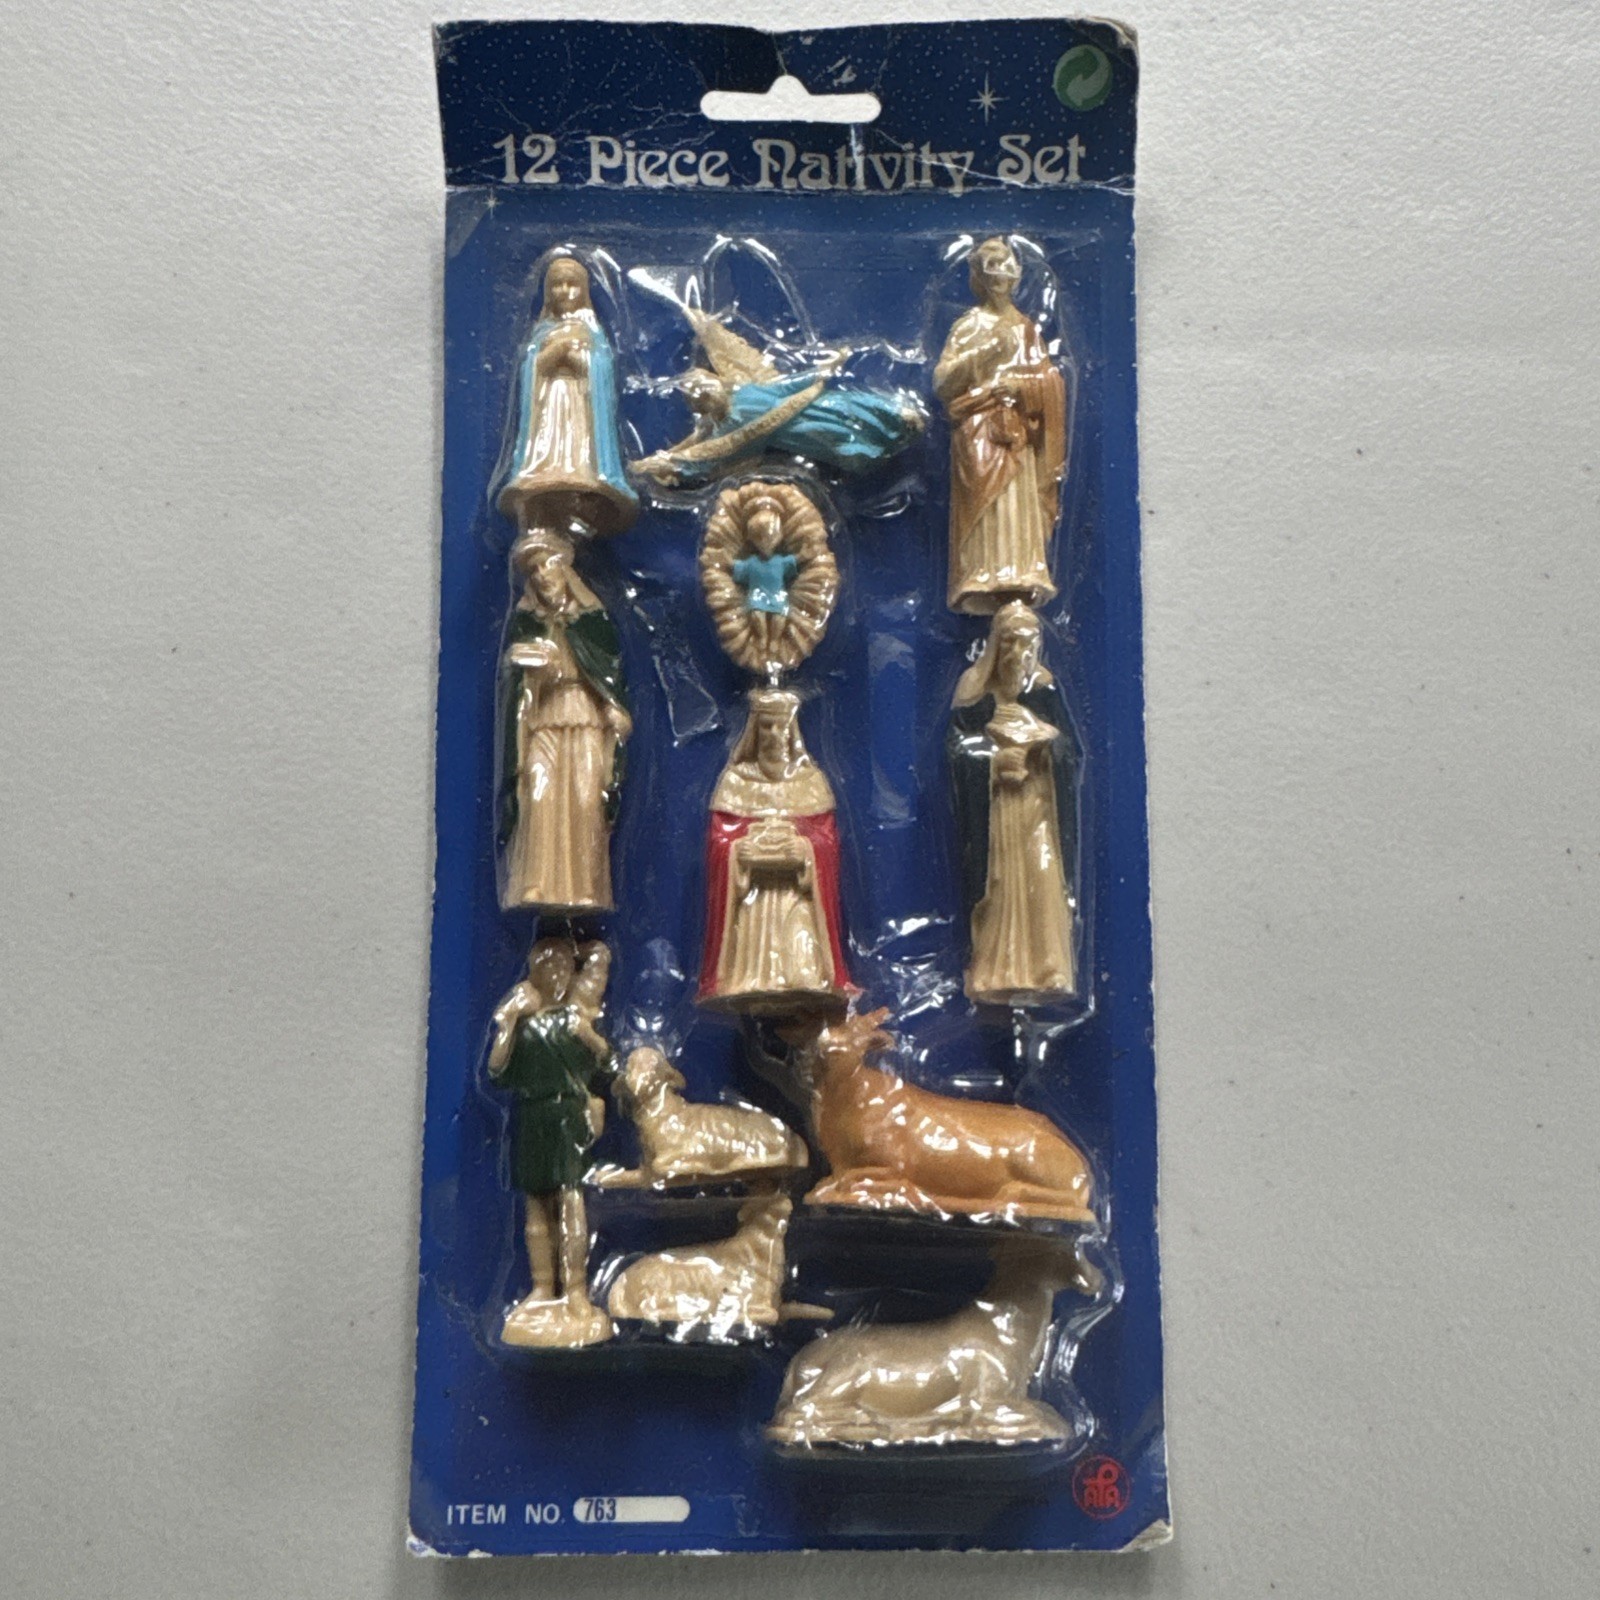 12 Piece Nativity Set
ITEM NO. 763